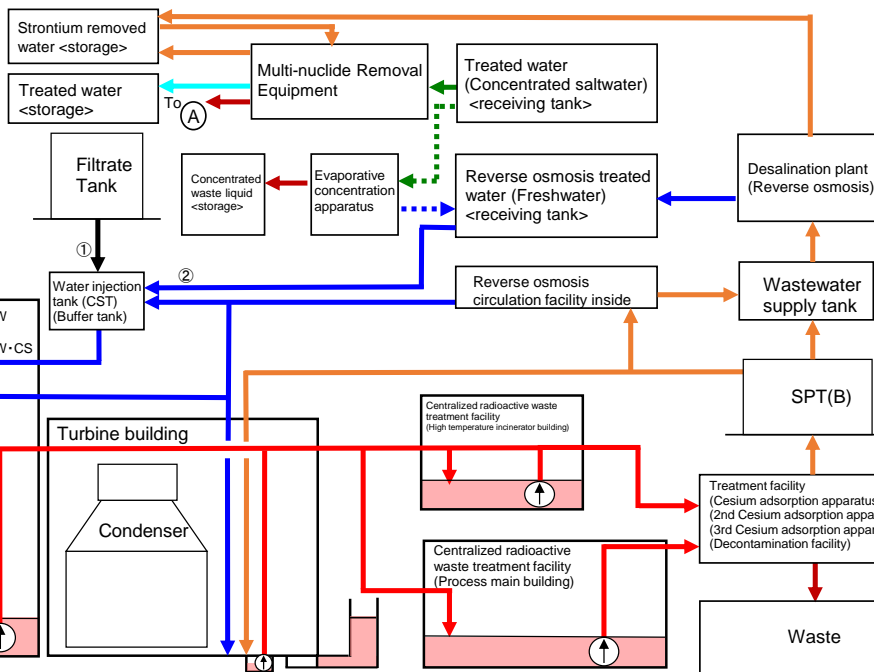 Strontium removed
water <storage>
Multi-nuclide Removal
Equipment
Treated water
(Concentrated saltwater)
<receiving tank>
Treated water
<storage>
To
A
Filtrate
Tank
Concentrated
waste liquid
<storage>
Evaporative
concentration
apparatus
Reverse osmosis treated
water (Freshwater)
<receiving tank>
Desalination plant
(Reverse osmosis)
①
②
Water injection
tank (CST)
(Buffer tank)
Reverse osmosis
circulation facility inside
Wastewater
supply tank
W
W・CS
SPT(B)
Centralized radioactive waste
treatment facility
(High temperature incinerator building)
Turbine building
Condenser
Treatment facility
(Cesium adsorption apparatus
(2nd Cesium adsorption appa
(3rd Cesium adsorption appar
(Decontamination facility)
Centralized radioactive
waste treatment facility
(Process main building)
Waste